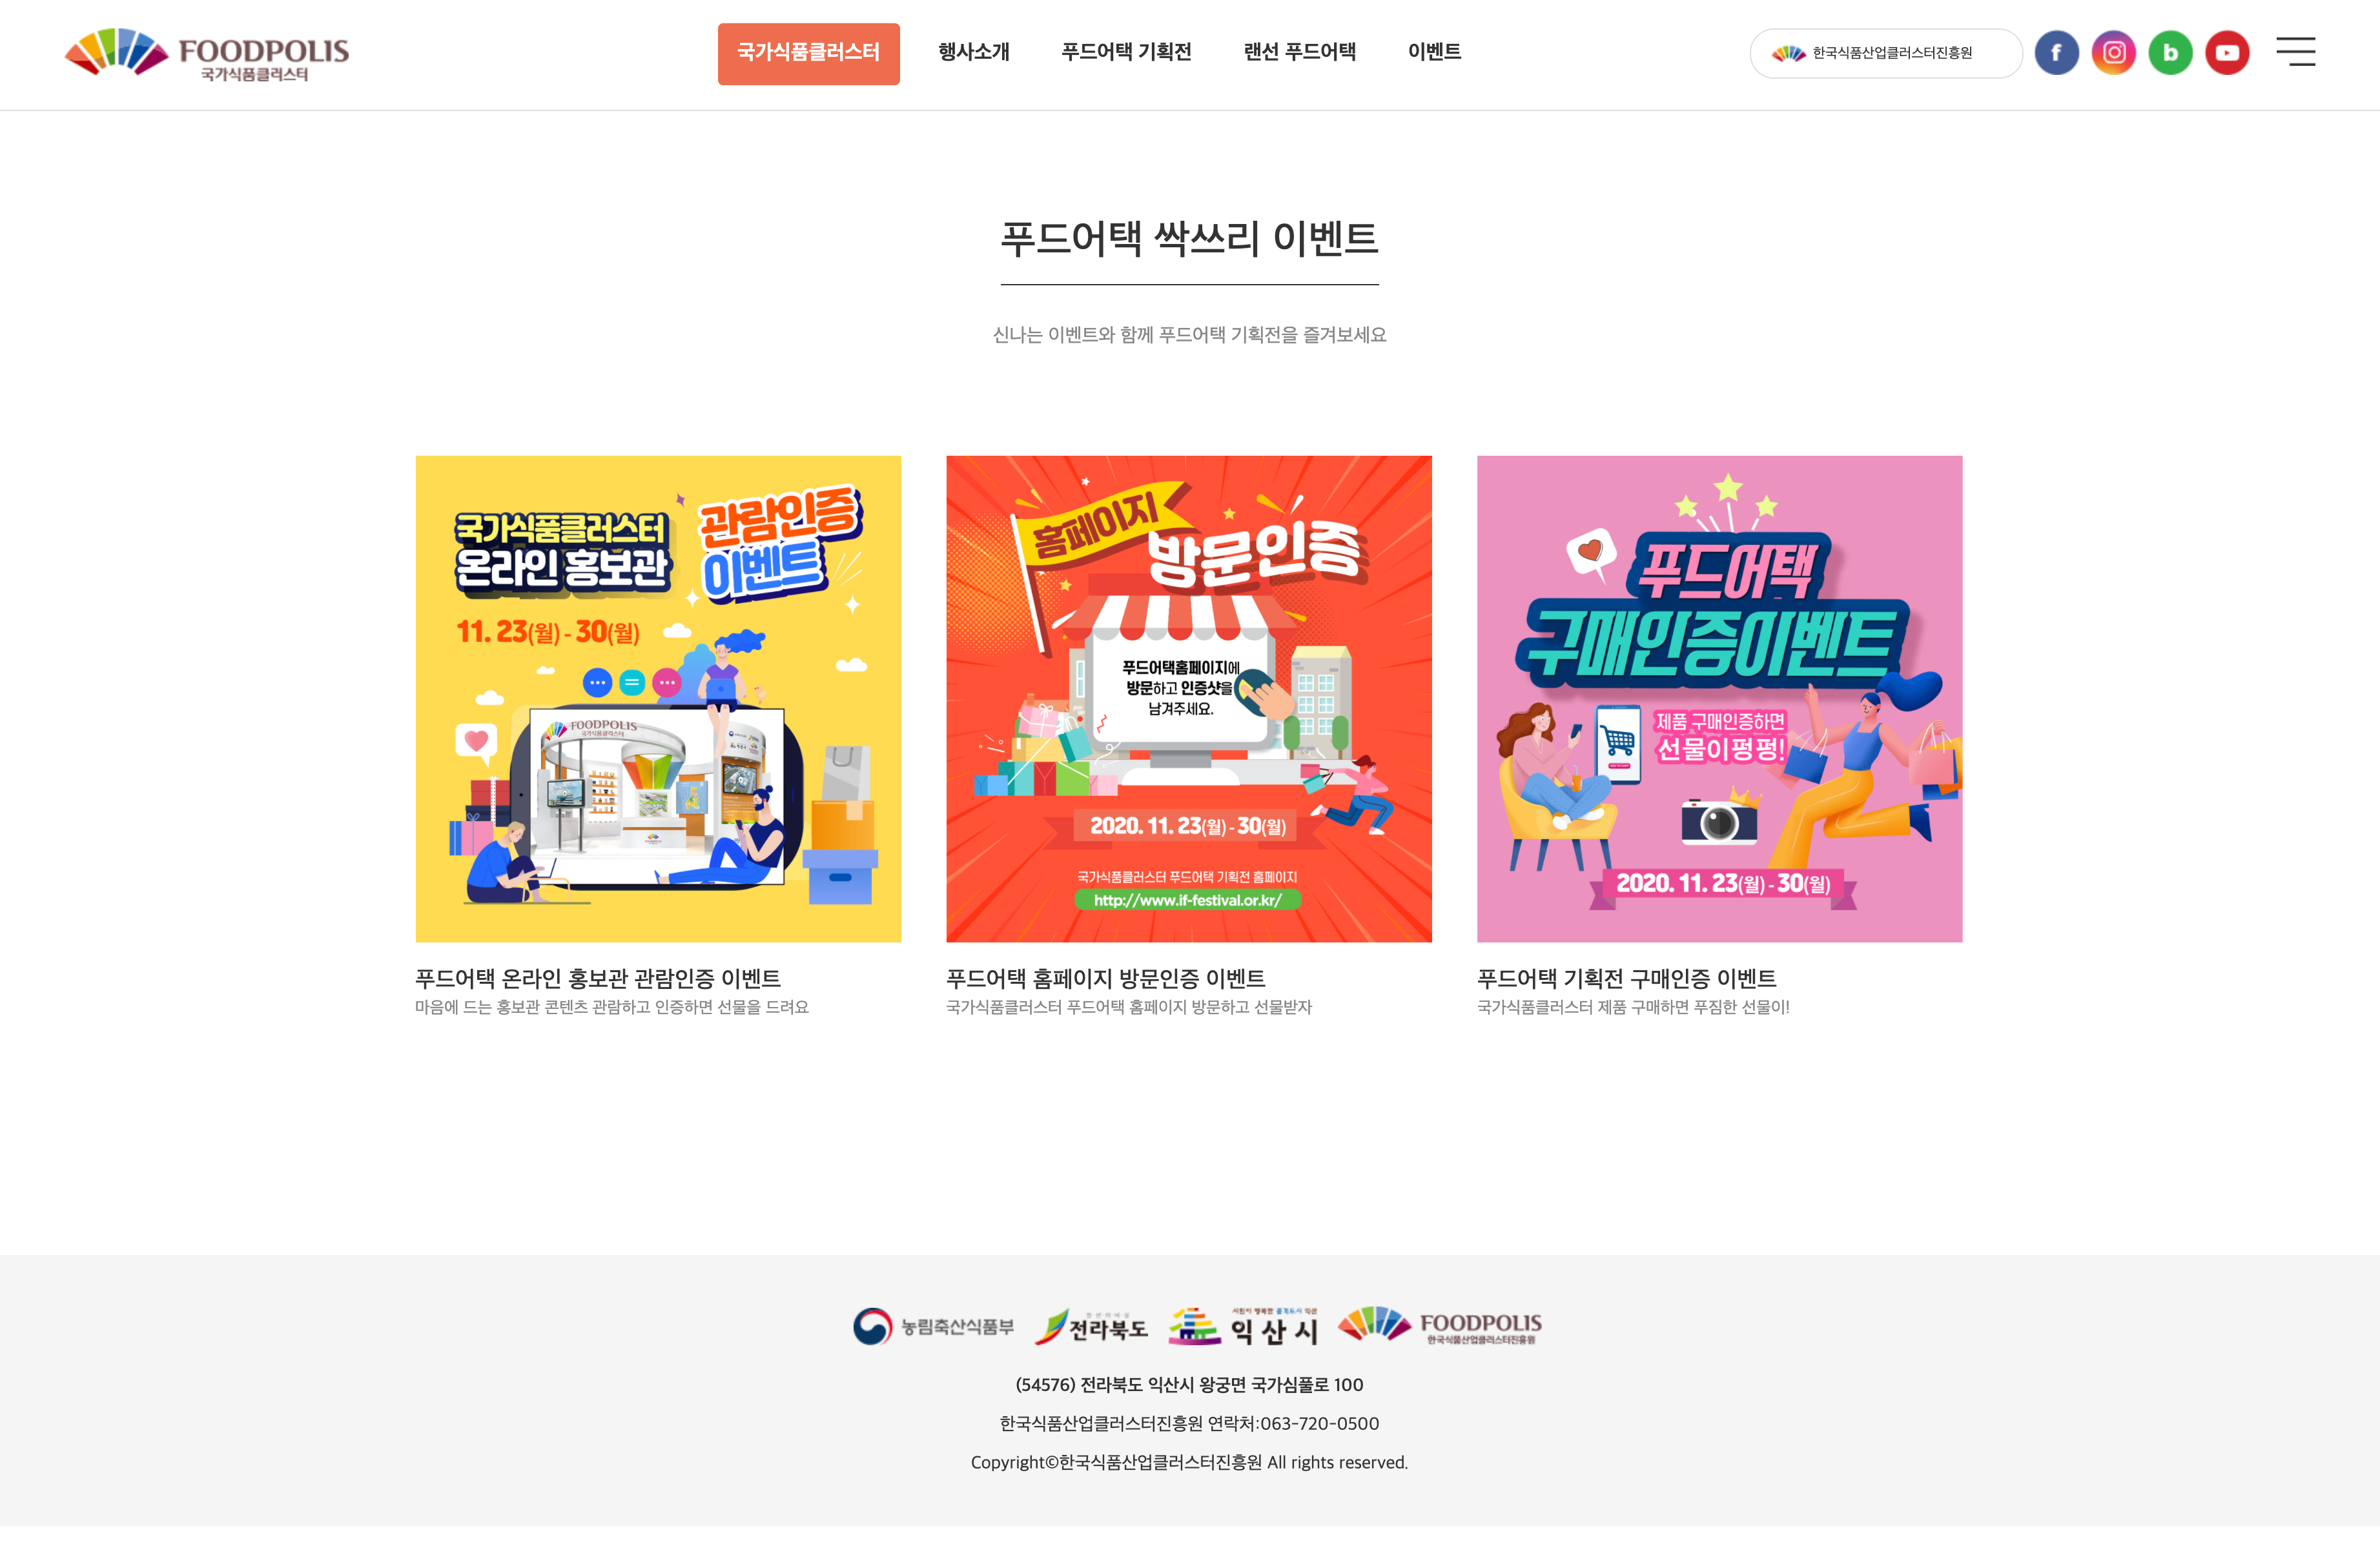 FOODPOLIS
국가식품클러스터
국가식품클러스터
행사소개
푸드어택 기획전
랜선 푸드어택
이벤트
한국식품산업클러스터진흥원
푸드어택 싹쓰리 이벤트
신나는 이벤트와 함께 푸드어택 기획전을 즐겨보세요
국가식품클러스터
온라인 홍보관
관람인증
이벤트
11. 23(월) - 30(월)
FOODPOLIS
국가식품클러스터
푸드어택 온라인 홍보관 관람인증 이벤트
마음에 드는 홍보관 콘텐츠 관람하고 인증하면 선물을 드려요
홈페이지
방문인증
푸드어택홈페이지에
방문하고 인증샷을
남겨주세요.
2020. 11. 23(월) - 30(월)
국가식품클러스터 푸드어택 기획전 홈페이지
http://www.if-festival.or.kr/
푸드어택 홈페이지 방문인증 이벤트
국가식품클러스터 푸드어택 홈페이지 방문하고 선물받자
푸드어택
구매인증이벤트
제품 구매인증하면
선물이펑펑!
2020. 11. 23(월) - 30(월)
푸드어택 기획전 구매인증 이벤트
국가식품클러스터 제품 구매하면 푸짐한 선물이!
농림축산식품부
전라북도
시민이 행복한 품격도시 익산
익산시
FOODPOLIS
한국식품산업클러스터진흥원
(54576) 전라북도 익산시 왕궁면 국가심풀로 100
한국식품산업클러스터진흥원 연락처:063-720-0500
Copyright©한국식품산업클러스터진흥원 All rights reserved.